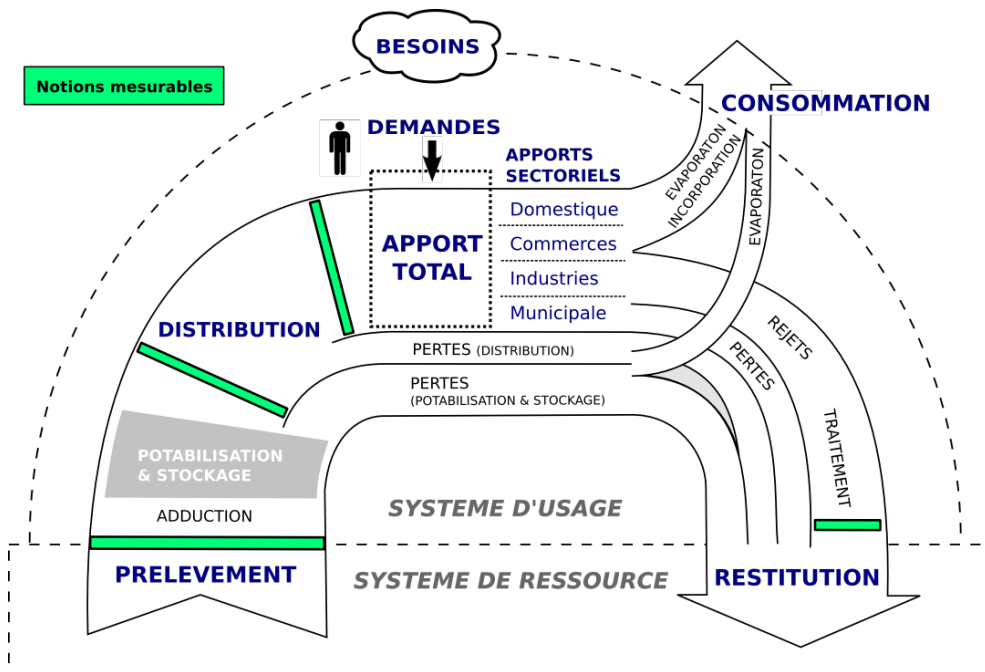 BESOINS
Notions mesurables
CONSOMMATION
DEMANDES
APPORTS
SECTORIELS
EVAPORATON
INCORPORATION
EVAPORATON
Domestique
APPORT
TOTAL
Commerces
Industries
Municipale
DISTRIBUTION
REJETS
PERTES (DISTRIBUTION)
PERTES
PERTES
(POTABILISATION & STOCKAGE)
TRAITEMENT
POTABILISATION
& STOCKAGE
ADDUCTION
SYSTEME D'USAGE
PRELEVEMENT
SYSTEME DE RESSOURCE
RESTITUTION